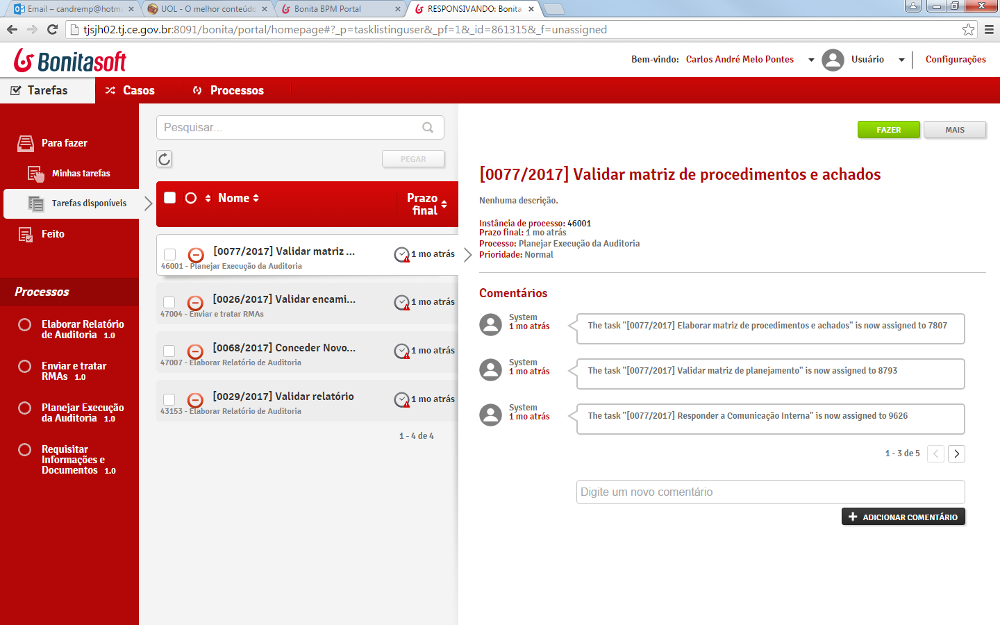 Email – candremp@hotma
UOL - O melhor conteúdo
Bonita BPM Portal
RESPONSIVANDO: Bonita
tjsjh02.tj.ce.gov.br:8091/bonita/portal/homepage#?_p=tasklistinguser&_pf=1&_id=861315&_f=unassigned
Bonitasoft
Bem-vindo: Carlos André Melo Pontes
Usuário
Configurações
Tarefas
Casos
Processos
Para fazer
Minhas tarefas
Tarefas disponíveis
Feito
Processos
Elaborar Relatório
de Auditoria 1.0
Enviar e tratar
RMAs 1.0
Planejar Execução
da Auditoria 1.0
Requisitar
Informações e
Documentos 1.0
Pesquisar...
PEGAR
Nome
Prazo
final
[0077/2017] Validar matriz ...
1 mo atrás
46001 - Planejar Execução da Auditoria
[0026/2017] Validar encami...
1 mo atrás
47004 - Enviar e tratar RMAs
[0068/2017] Conceder Novo...
1 mo atrás
47007 - Elaborar Relatório de Auditoria
[0029/2017] Validar relatório
1 mo atrás
43153 - Elaborar Relatório de Auditoria
1 - 4 de 4
FAZER
MAIS
[0077/2017] Validar matriz de procedimentos e achados
Nenhuma descrição.
Instância de processo: 46001
Prazo final: 1 mo atrás
Processo: Planejar Execução da Auditoria
Prioridade: Normal
Comentários
System
1 mo atrás
The task "[0077/2017] Elaborar matriz de procedimentos e achados" is now assigned to 7807
System
1 mo atrás
The task "[0077/2017] Validar matriz de planejamento" is now assigned to 8793
System
1 mo atrás
The task "[0077/2017] Responder a Comunicação Interna" is now assigned to 9626
1 - 3 de 5
Digite um novo comentário
ADICIONAR COMENTÁRIO